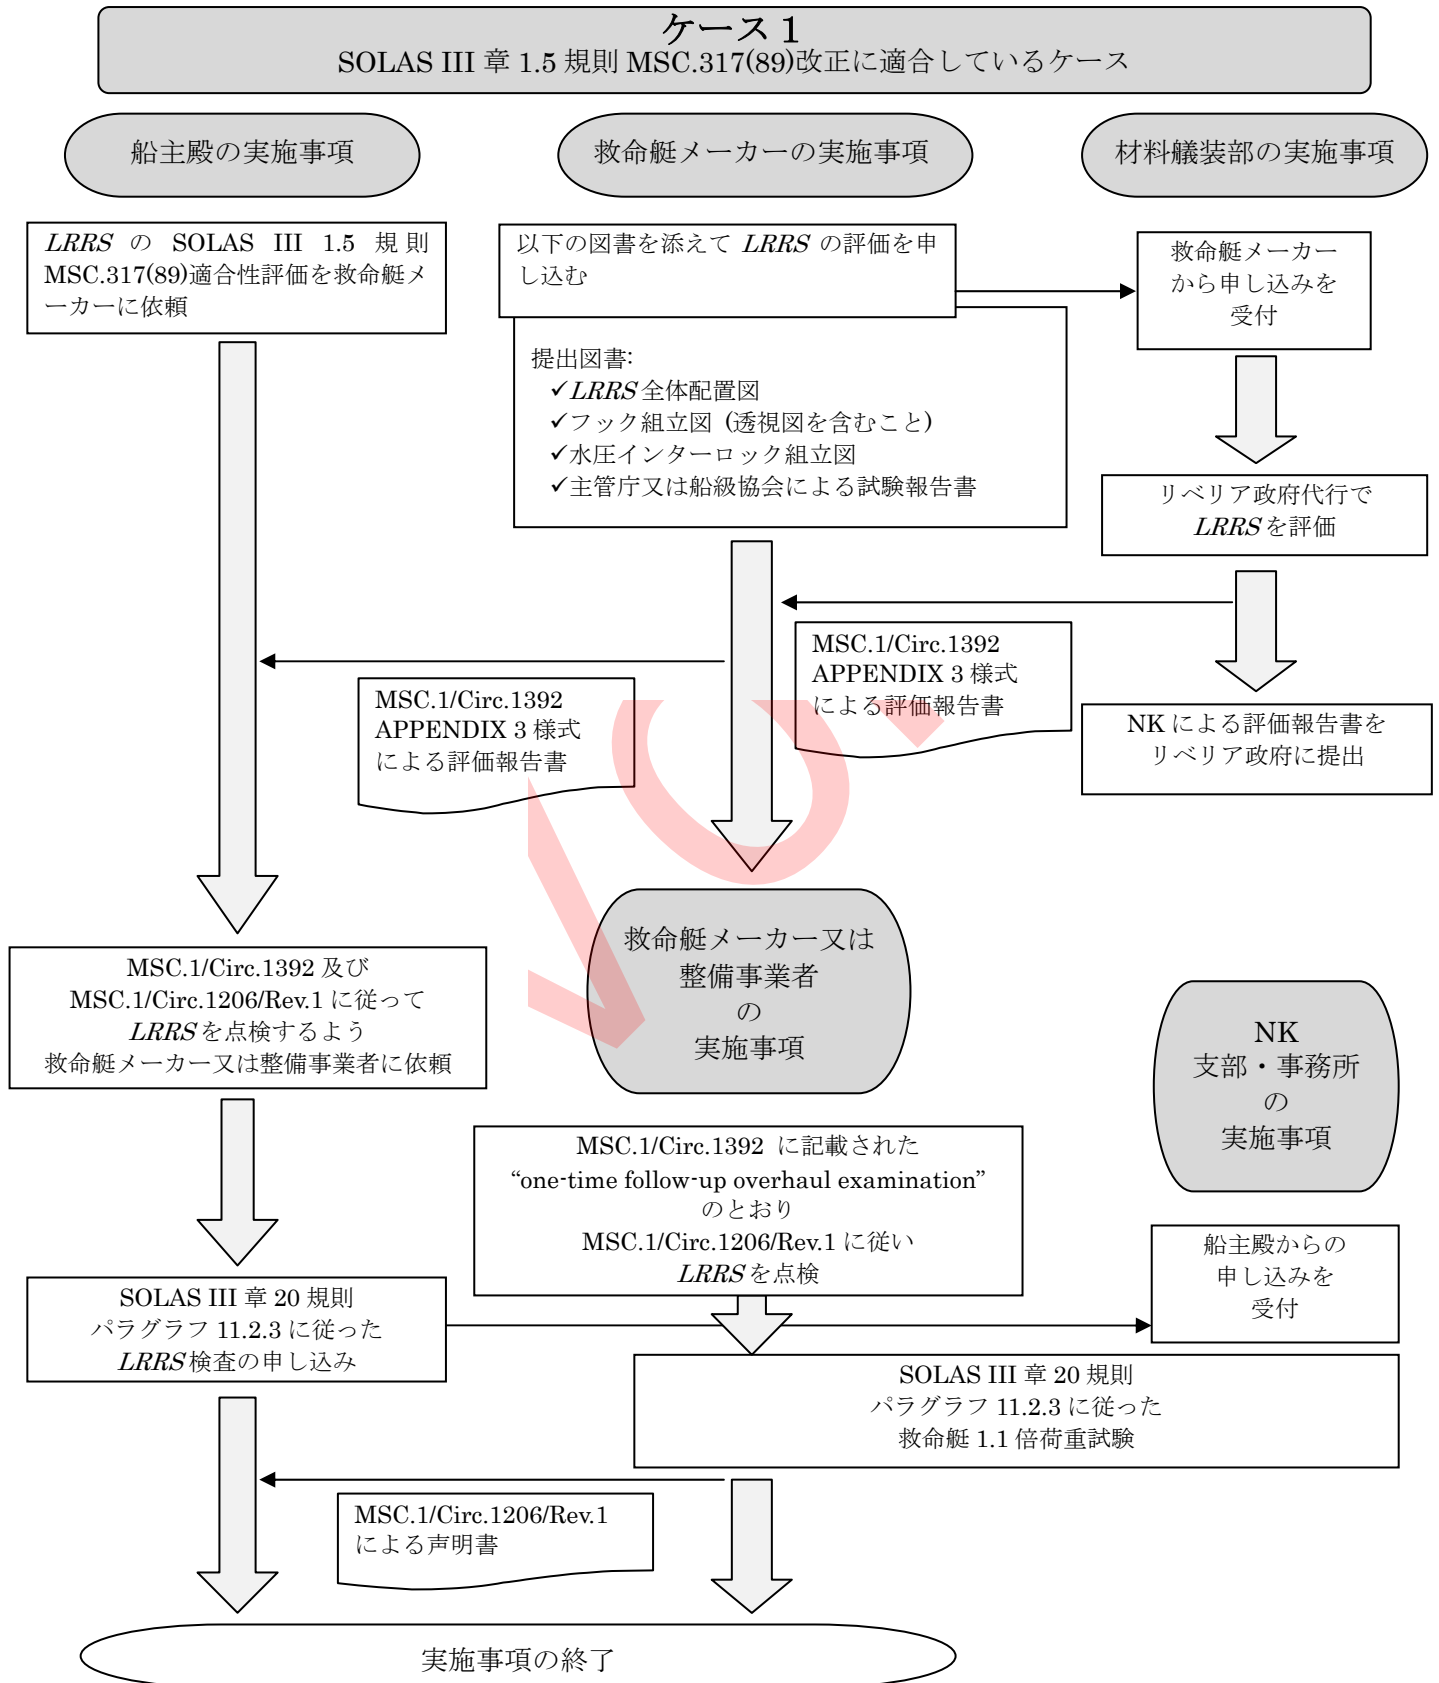 ケース 1
SOLAS III 章 1.5 規則 MSC.317(89)改正に適合しているケース
船主殿の実施事項
救命艇メーカーの実施事項
材料艤装部の実施事項
LRRS の SOLAS III 1.5 規則
MSC.317(89)適合性評価を救命艇メ
ーカーに依頼
以下の図書を添えて LRRS の評価を申
し込む
救命艇メーカー
から申し込みを
受付
提出図書:
✓LRRS 全体配置図
✓フック組立図 (透視図を含むこと)
✓水圧インターロック組立図
✓主管庁又は船級協会による試験報告書
リベリア政府代行で
LRRS を評価
MSC.1/Circ.1392
APPENDIX 3 様式
による評価報告書
MSC.1/Circ.1392
APPENDIX 3 様式
による評価報告書
NK による評価報告書を
リベリア政府に提出
救命艇メーカー又は
整備事業者
の
実施事項
MSC.1/Circ.1392 及び
MSC.1/Circ.1206/Rev.1 に従って
LRRS を点検するよう
救命艇メーカー又は整備事業者に依頼
NK
支部・事務所
の
実施事項
MSC.1/Circ.1392 に記載された
“one-time follow-up overhaul examination”
のとおり
MSC.1/Circ.1206/Rev.1 に従い
LRRS を点検
船主殿からの
申し込みを
受付
SOLAS III 章 20 規則
パラグラフ 11.2.3 に従った
LRRS 検査の申し込み
SOLAS III 章 20 規則
パラグラフ 11.2.3 に従った
救命艇 1.1 倍荷重試験
MSC.1/Circ.1206/Rev.1
による声明書
実施事項の終了